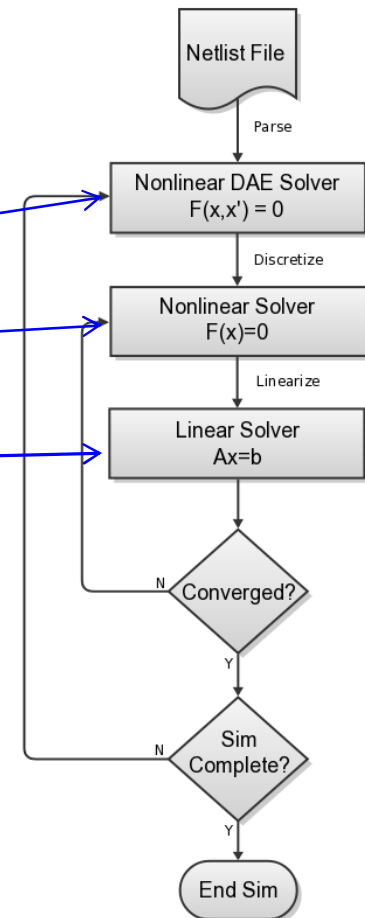 Netlist File
Parse
Nonlinear DAE Solver
F(x,x') = 0
Discretize
Nonlinear Solver
F(x)=0
Linearize
Linear Solver
Ax=b
N
Converged?
Y
N
Sim
Complete?
Y
End Sim